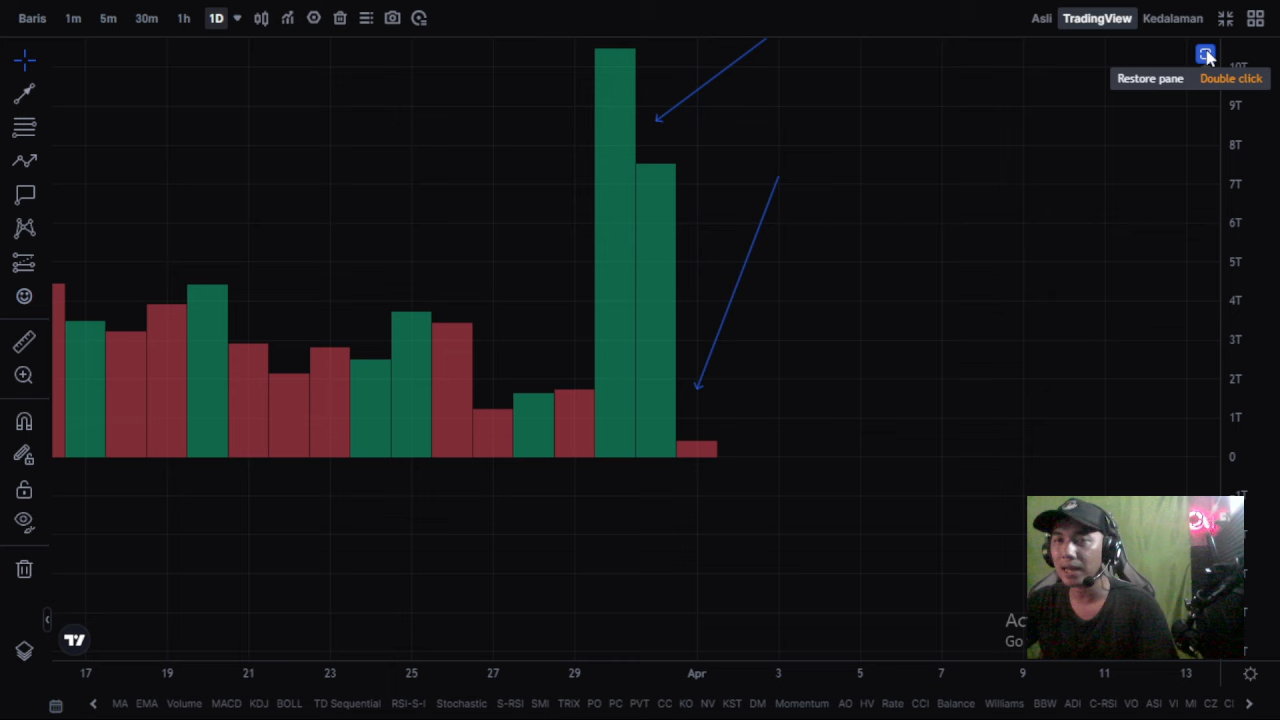 Baris 1m 5m 30m 1h 1D Asli TradingView Kedalaman
Restore pane Double click
9T
8T
7T
6T
5T
4T
3T
2T
1T
0
Ac
Go
17 19 21 23 25 27 29 Apr 3 5 7 9 11 13
MA EMA Volume MACD KDJ BOLL TD Sequential RSI-S-I Stochastic S-RSI SMI TRIX PO PC PVT CC KO NV KST DM Momentum AO HV Rate CCI Balance Williams BBW ADI C-RSI VO ASI VI MI CZ